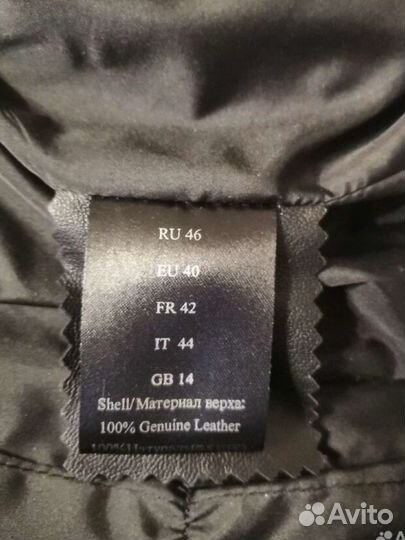 RU 46
EU 40
FR 42
IT 44
GB 14
Shell/Материал верха:
100% Genuine Leather
Avito